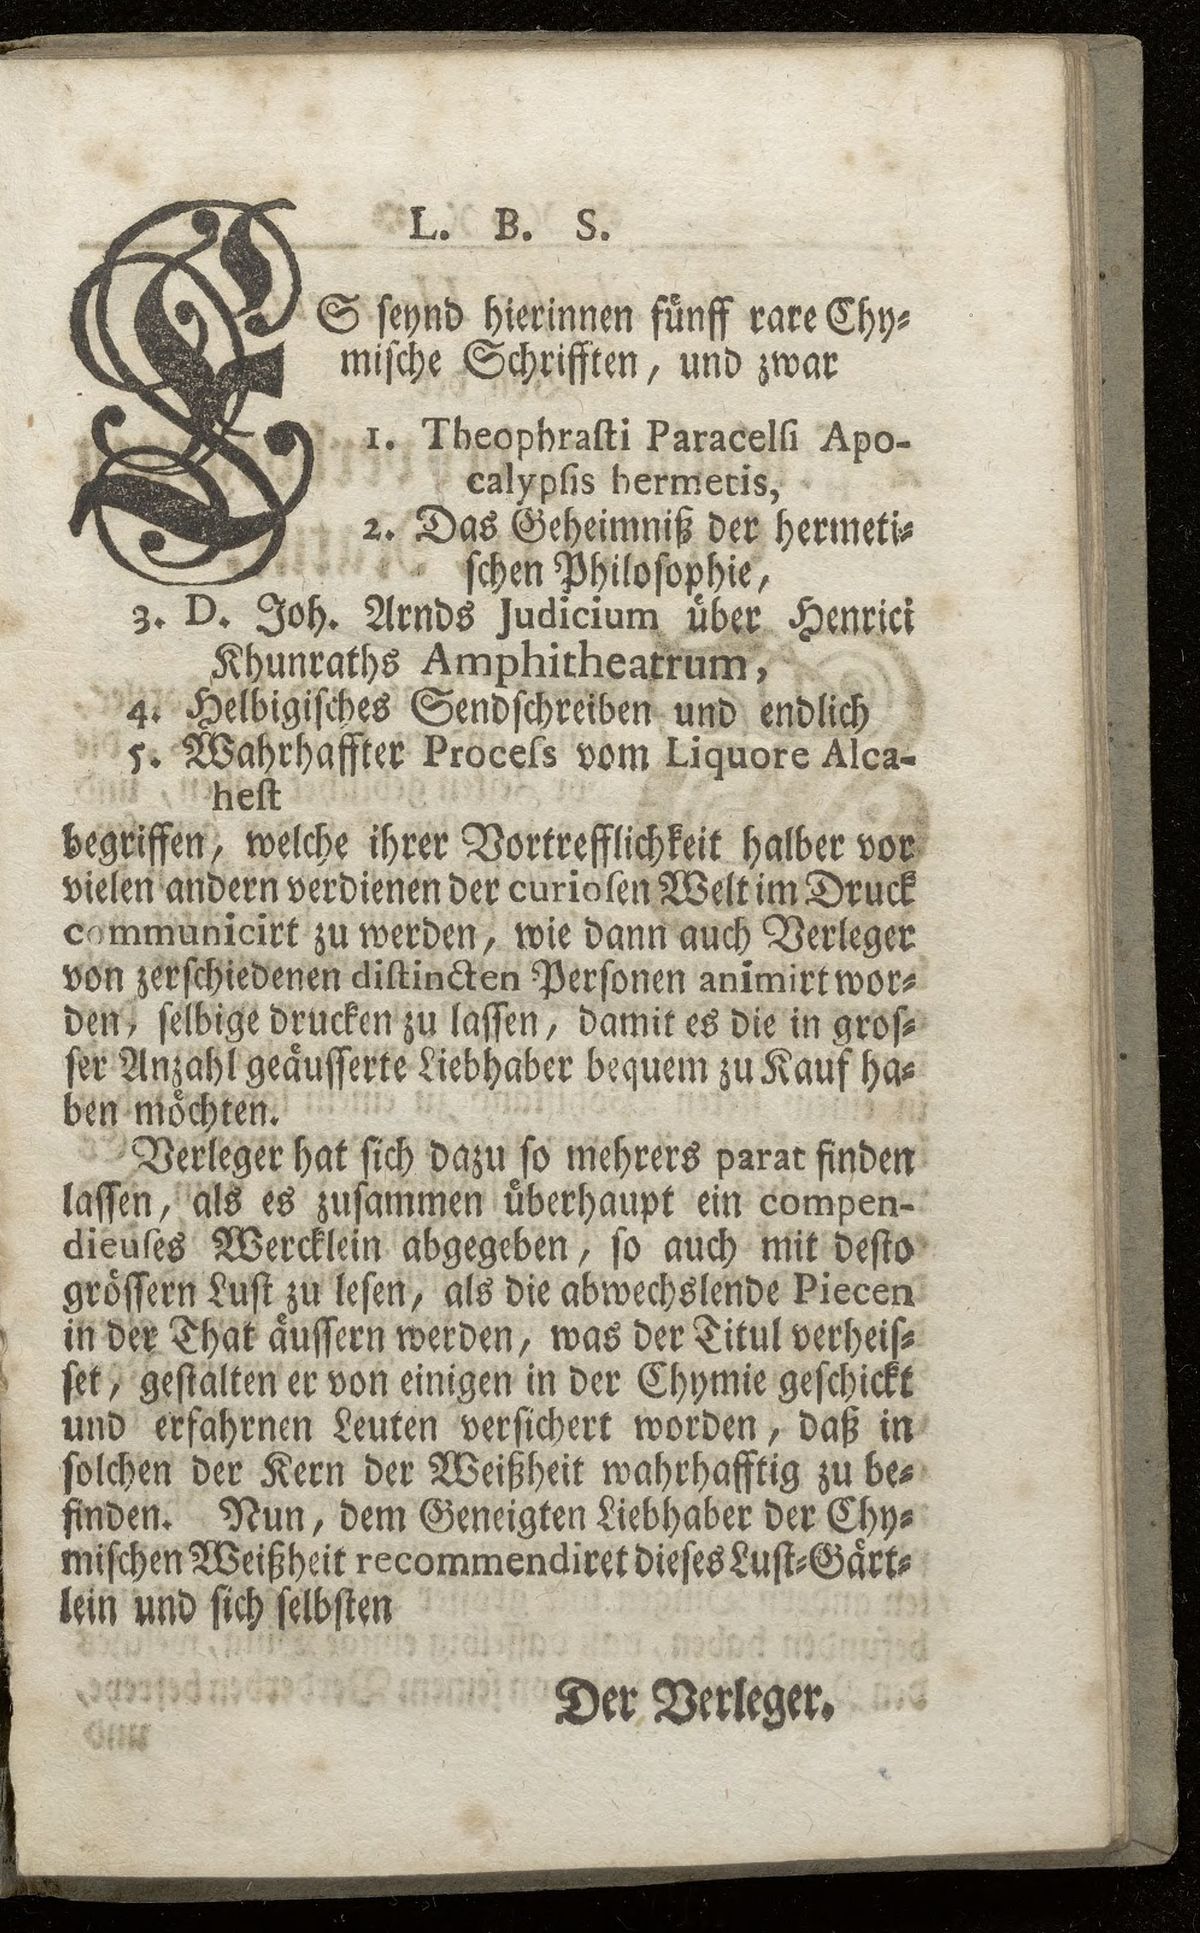 L. B. S.
ES ſeynd hierinnen fünff rare Chy-
miſche Schrifften, und zwar
1. Theophraſti Paracelſi Apo-
calypſis hermetis,
2. Das Geheimniß der hermeti-
ſchen Philoſophie,
3. D. Joh. Arnds Judicium über Henrici
Khunraths Amphitheatrum,
4. Helbigiſches Sendſchreiben und endlich
5. Wahrhaffter Proceſs vom Liquore Alca-
heſt
begriffen, welche ihrer Vortrefflichkeit halber vor
vielen andern verdienen der curioſen Welt im Druck
communicirt zu werden, wie dann auch Verleger
von zerſchiedenen diſtincten Perſonen animirt wor-
den, ſelbige drucken zu laſſen, damit es die in groſ-
ſer Anzahl geäuſſerte Liebhaber bequem zu Kauf ha-
ben möchten.
Verleger hat ſich dazu ſo mehrers parat finden
laſſen, als es zuſammen überhaupt ein compen-
dieuſes Wercklein abgegeben, ſo auch mit deſto
gröſſern Luſt zu leſen, als die abwechslende Piecen
in der That äuſſern werden, was der Titul verheiſ-
ſet, geſtalten er von einigen in der Chymie geſchickt
und erfahrnen Leuten verſichert worden, daß in
ſolchen der Kern der Weißheit wahrhafftig zu be-
finden. Nun, dem Geneigten Liebhaber der Chy-
miſchen Weißheit recommendiret dieſes Luſt-Gärt-
lein und ſich ſelbſten
Der Verleger.